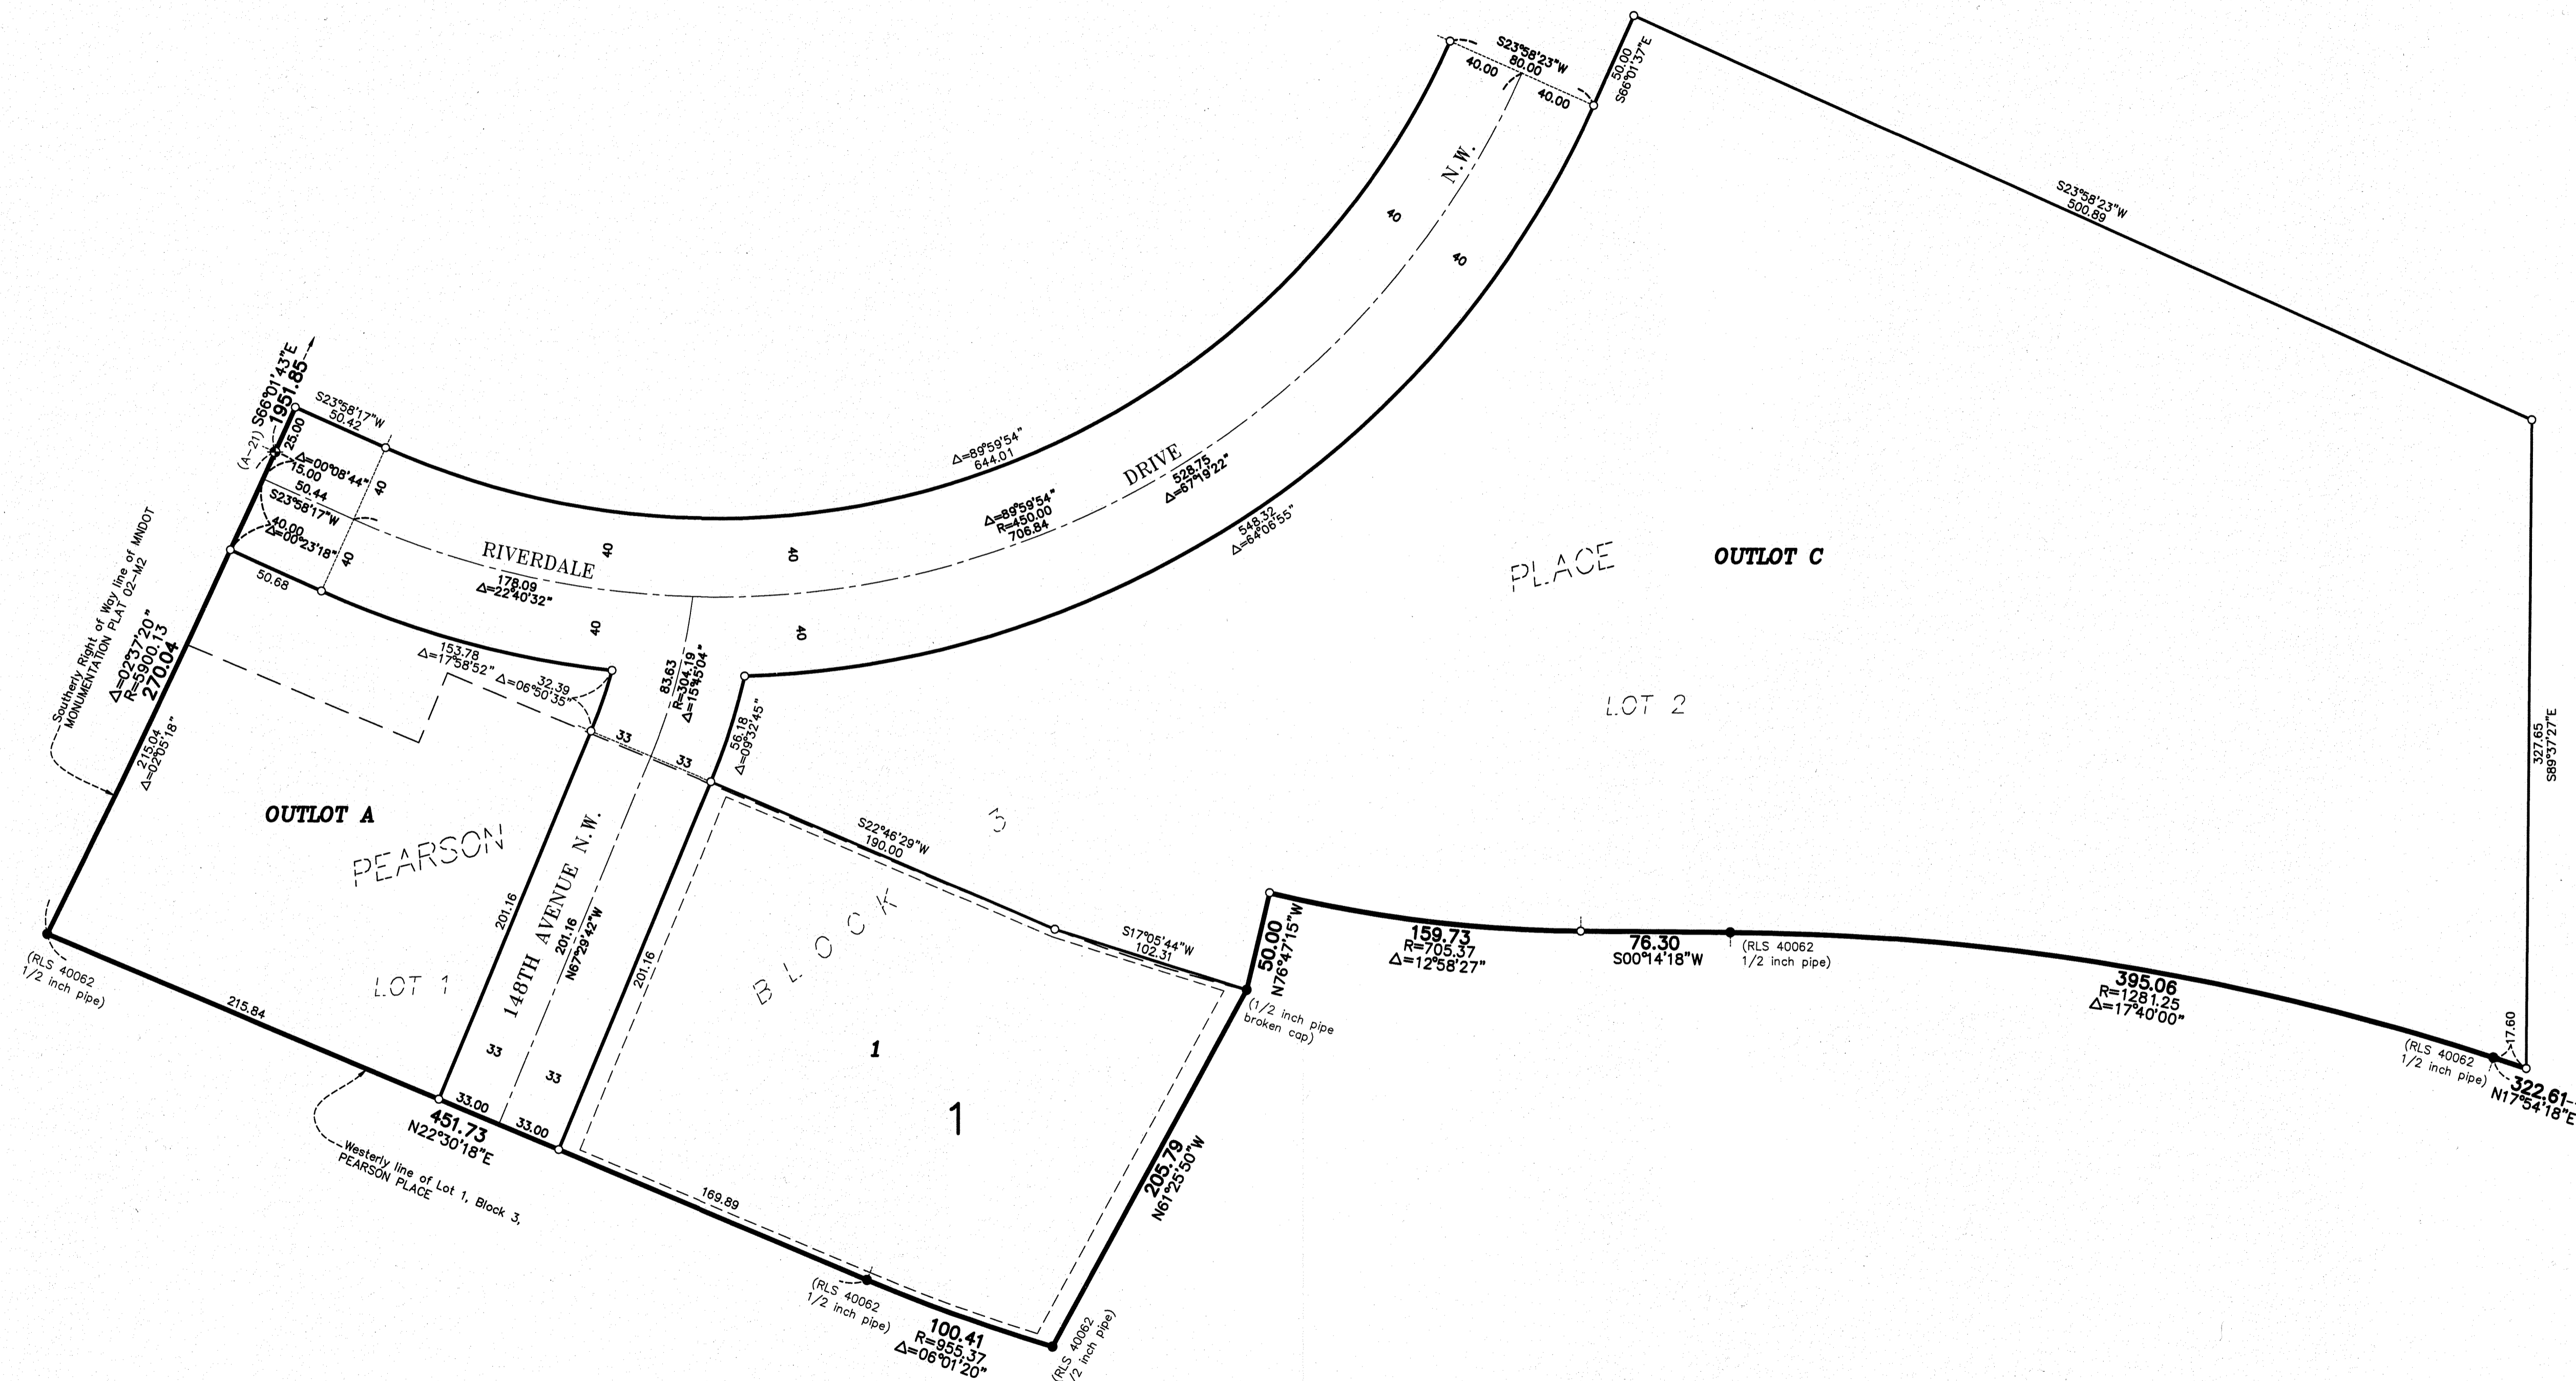 S23°58'23"W
80.00
40.00
40.00
50.00
S66°01'37"E
S23°58'23"W
500.89
N.W.
40
40
(A-21) S66°01'43"E
1951.85
25.00
S23°58'17"W
50.42
Δ=00°08'44"
15.00
50.44
S23°58'17"W
40.00
Δ=00°23'18"
40
40
50.68
Δ=89°59'54"
644.01
DRIVE
528.75
Δ=67°19'22"
Δ=89°59'54"
R=450.00
706.84
548.32
Δ=64°06'55"
RIVERDALE
178.09
Δ=22°40'32"
40
40
40
40
PLACE
OUTLOT C
LOT 2
327.65
S89°37'27"E
Southerly Right of Way line of MNDOT
MONUMENTATION PLAT 02-M2
Δ=02°37'20"
R=5900.13
270.04
215.04
Δ=02°05'18"
153.78
Δ=17°58'52"
32.39
Δ=06°50'35"
83.63
R=304.19
Δ=15°45'04"
56.18
Δ=09°32'45"
33
33
OUTLOT A
PEARSON
LOT 1
201.16
148TH AVENUE N.W.
201.16
N67°29'42"W
201.16
33
33
S22°46'29"W
190.00
3
BLOCK
S17°05'44"W
102.31
50.00
N76°47'15"W
(1/2 inch pipe
broken cap)
159.73
R=705.37
Δ=12°58'27"
76.30
S00°14'18"W
(RLS 40062
1/2 inch pipe)
395.06
R=1281.25
Δ=17°40'00"
17.60
(RLS 40062
1/2 inch pipe)
322.61
N17°54'18"E
(RLS 40062
1/2 inch pipe)
215.84
33.00
33.00
451.73
N22°30'18"E
Westerly line of Lot 1, Block 3,
PEARSON PLACE
1
1
205.79
N61°25'50"W
169.89
(RLS 40062
1/2 inch pipe)
100.41
R=955.37
Δ=06°01'20"
(RLS 40062
/2 inch pipe)